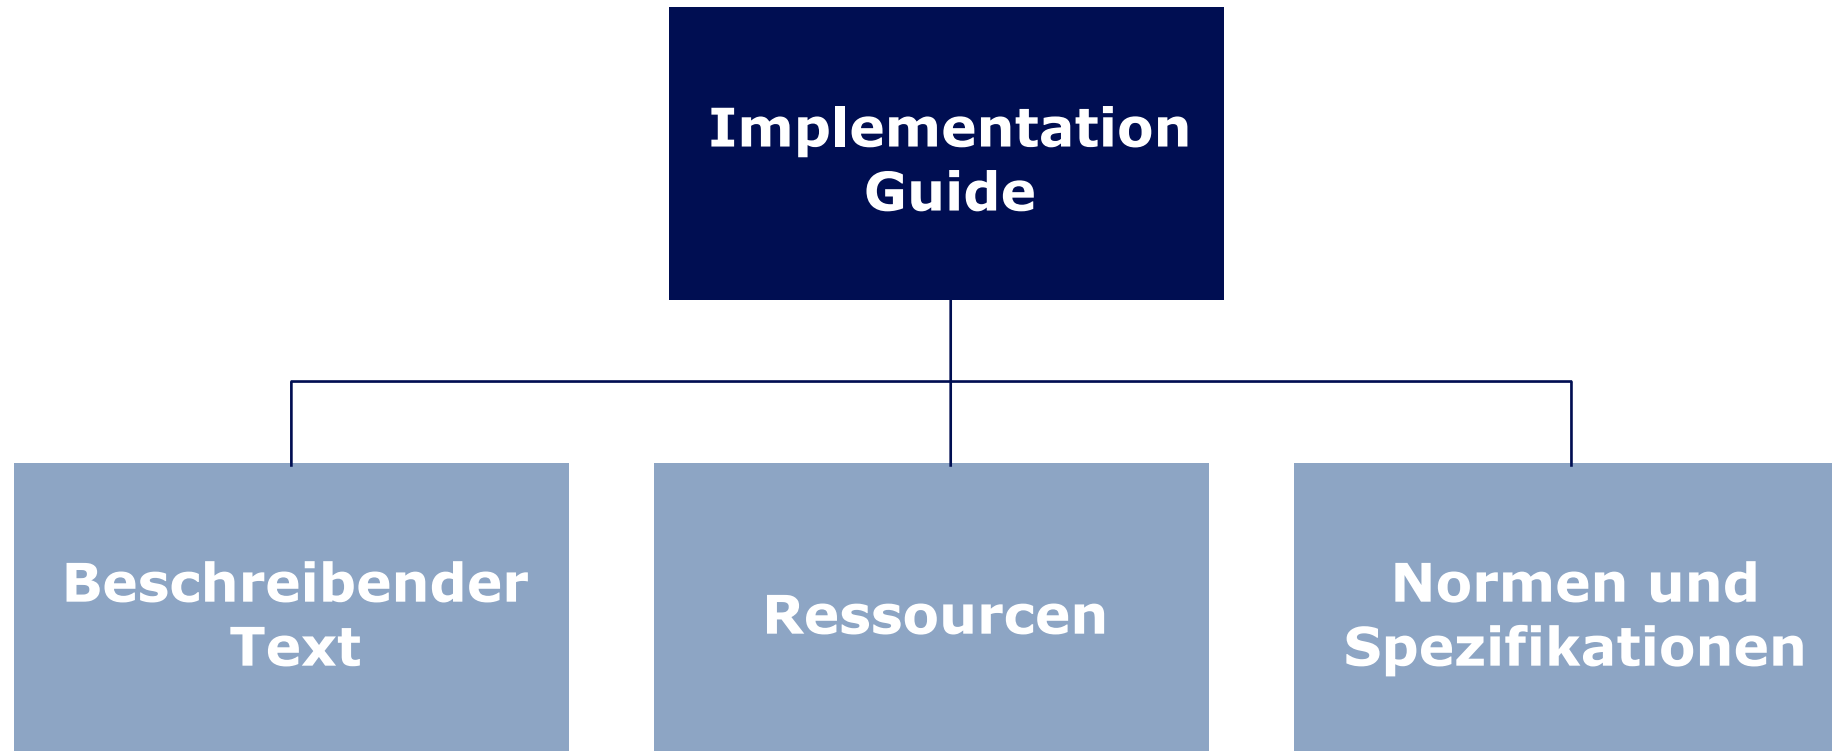 Implementation
Guide
Beschreibender
Text
Ressourcen
Normen und
Spezifikationen